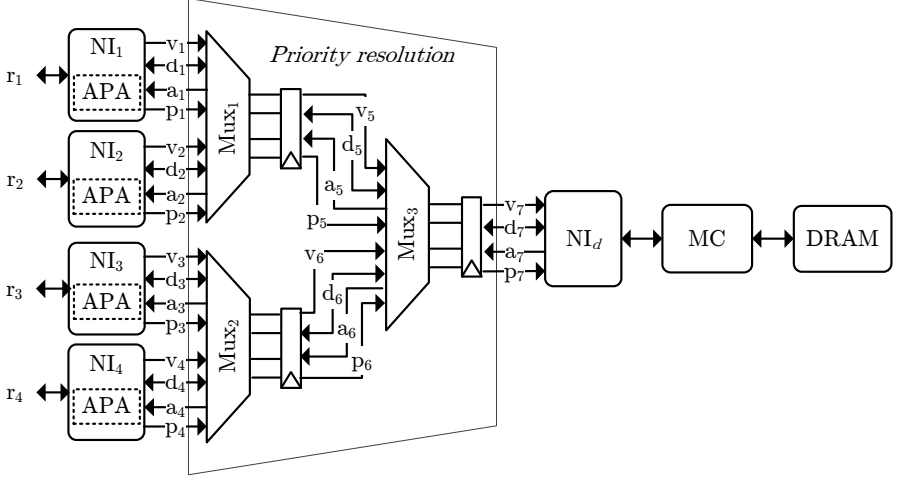 Priority resolution
r₁
NI₁
APA
v₁
d₁
a₁
p₁
Mux₁
r₂
NI₂
APA
v₂
d₂
a₂
p₂
v₅
d₅
a₅
p₅
Mux₃
v₇
d₇
a₇
p₇
NI_d
MC
DRAM
r₃
NI₃
APA
v₃
d₃
a₃
p₃
Mux₂
r₄
NI₄
APA
v₄
d₄
a₄
p₄
v₆
d₆
a₆
p₆